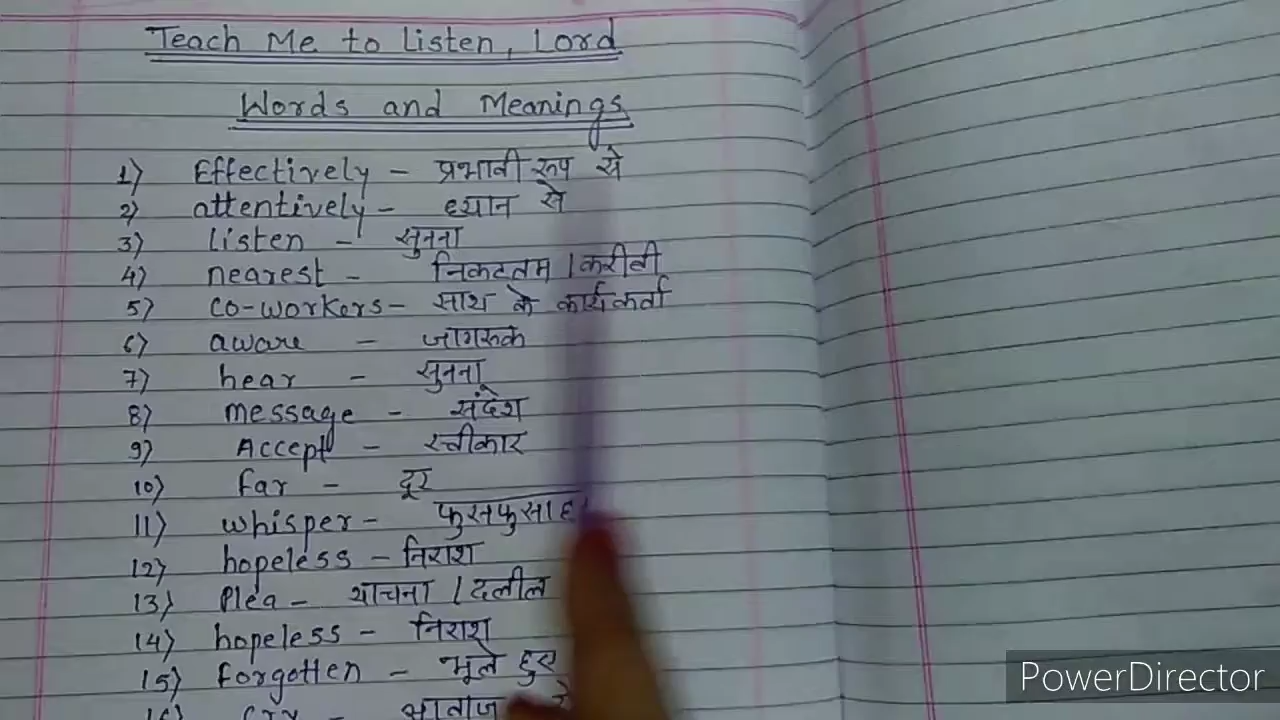 Teach Me to Listen, Lord
Words and Meanings
1) Effectively - प्रभावी रूप से
2) attentively - ध्यान से
3) listen - सुनना
4) nearest - निकटतम / करीबी
5) co-workers - साथ के कार्यकर्ता
6) aware - जागरूक
7) hear - सुनना
8) message - संदेश
9) Accept - स्वीकार
10) far - दूर
11) whisper -
12) hopeless - निराश
13) Plea - याचना / दलील
14) hopeless - निराश
15) forgotten - भूले हुए
16) cry -
PowerDirector